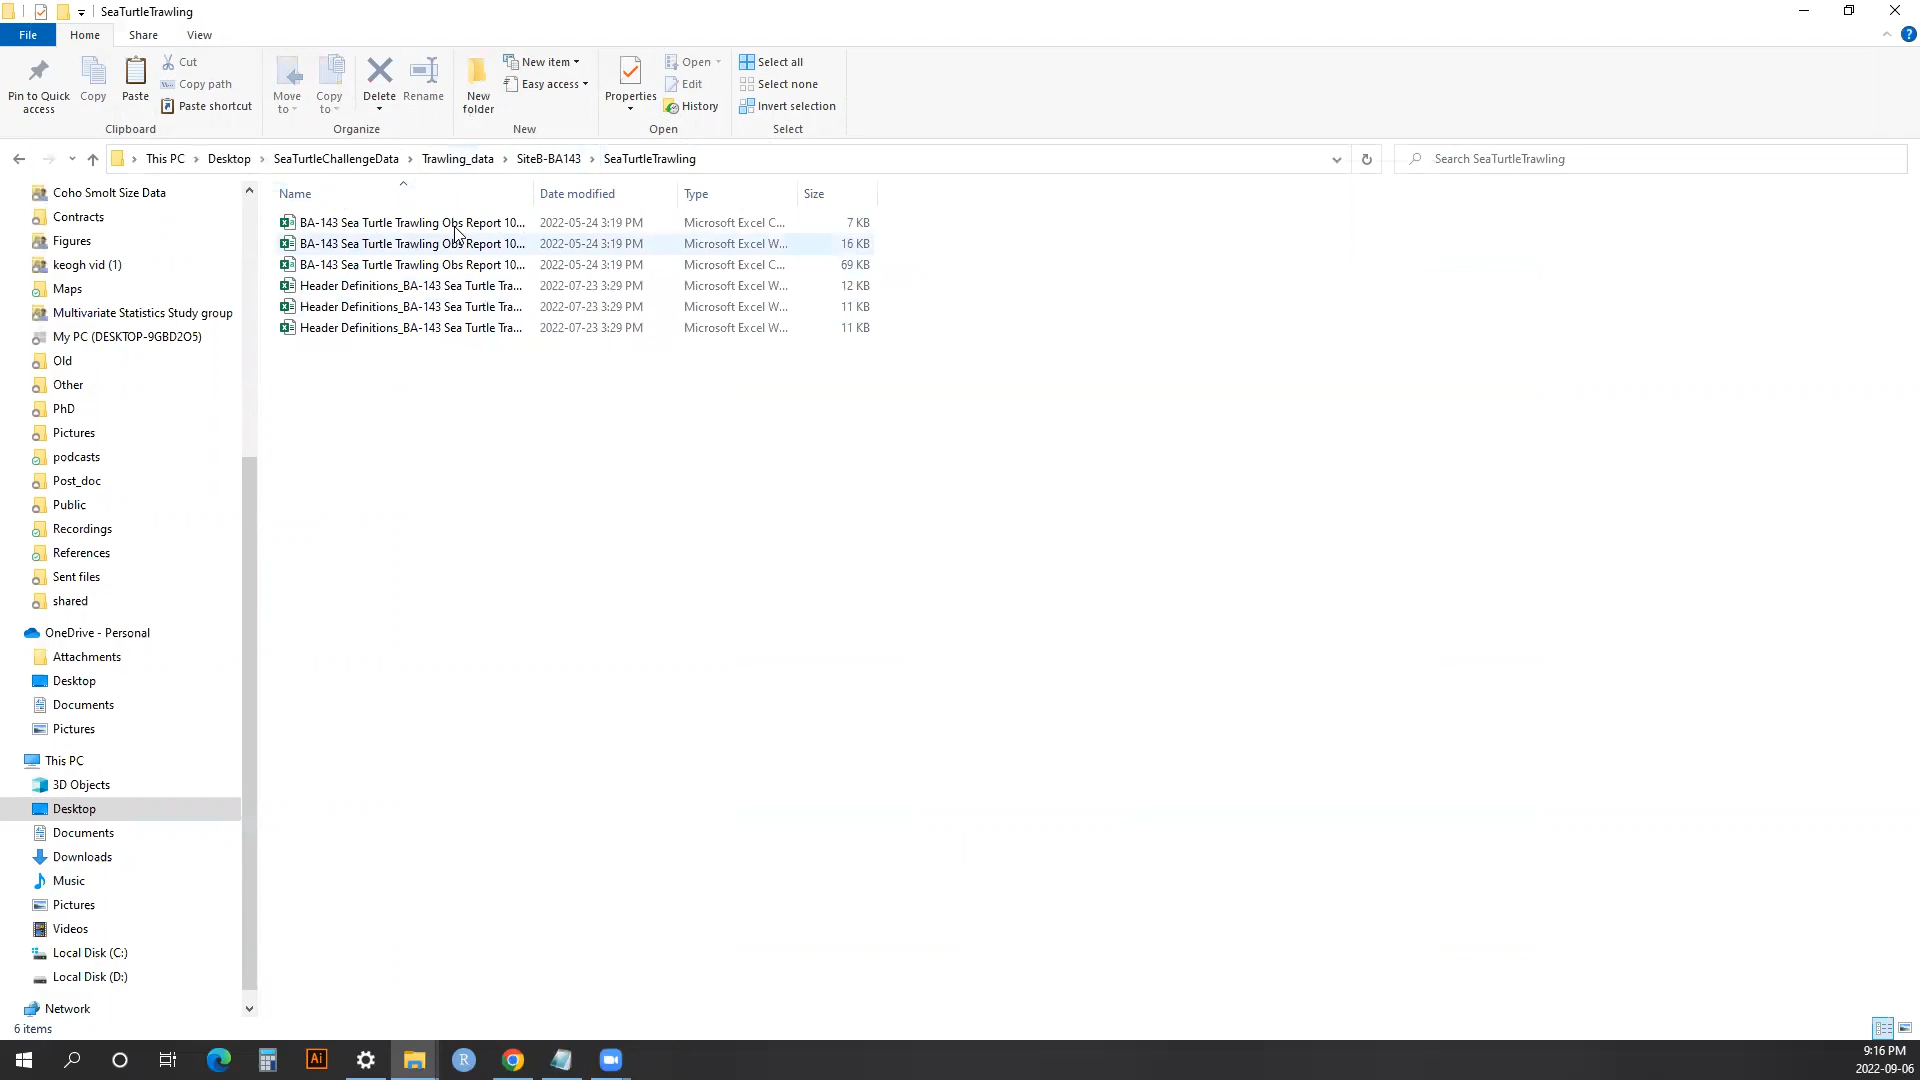 SeaTurtleTrawling
File Home Share View
Pin to Quick access
Copy
Paste
Cut
Copy path
Paste shortcut
Clipboard
Move to
Copy to
Delete
Rename
Organize
New folder
New item
Easy access
New
Properties
Open
Edit
History
Open
Select all
Select none
Invert selection
Select
This PC > Desktop > SeaTurtleChallengeData > Trawling_data > SiteB-BA143 > SeaTurtleTrawling
Search SeaTurtleTrawling
Name Date modified Type Size
BA-143 Sea Turtle Trawling Obs Report 10... 2022-05-24 3:19 PM Microsoft Excel C... 7 KB
BA-143 Sea Turtle Trawling Obs Report 10... 2022-05-24 3:19 PM Microsoft Excel W... 16 KB
BA-143 Sea Turtle Trawling Obs Report 10... 2022-05-24 3:19 PM Microsoft Excel C... 69 KB
Header Definitions_BA-143 Sea Turtle Tra... 2022-07-23 3:29 PM Microsoft Excel W... 12 KB
Header Definitions_BA-143 Sea Turtle Tra... 2022-07-23 3:29 PM Microsoft Excel W... 11 KB
Header Definitions_BA-143 Sea Turtle Tra... 2022-07-23 3:29 PM Microsoft Excel W... 11 KB
Coho Smolt Size Data
Contracts
Figures
keogh vid (1)
Maps
Multivariate Statistics Study group
My PC (DESKTOP-9GBD2O5)
Old
Other
PhD
Pictures
podcasts
Post_doc
Public
Recordings
References
Sent files
shared
OneDrive - Personal
Attachments
Desktop
Documents
Pictures
This PC
3D Objects
Desktop
Documents
Downloads
Music
Pictures
Videos
Local Disk (C:)
Local Disk (D:)
Network
6 items
Ai
R
9:16 PM
2022-09-06